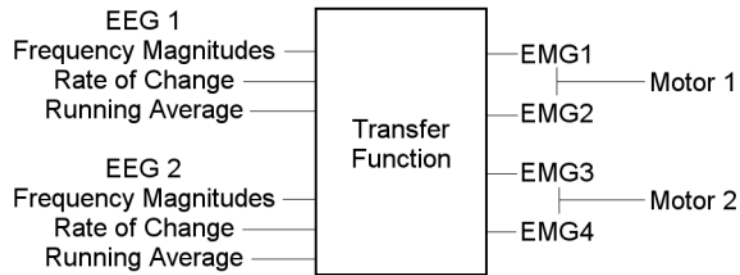 EEG 1
Frequency Magnitudes
Rate of Change
Running Average
EEG 2
Frequency Magnitudes
Rate of Change
Running Average
Transfer
Function
EMG1
EMG2
Motor 1
EMG3
EMG4
Motor 2